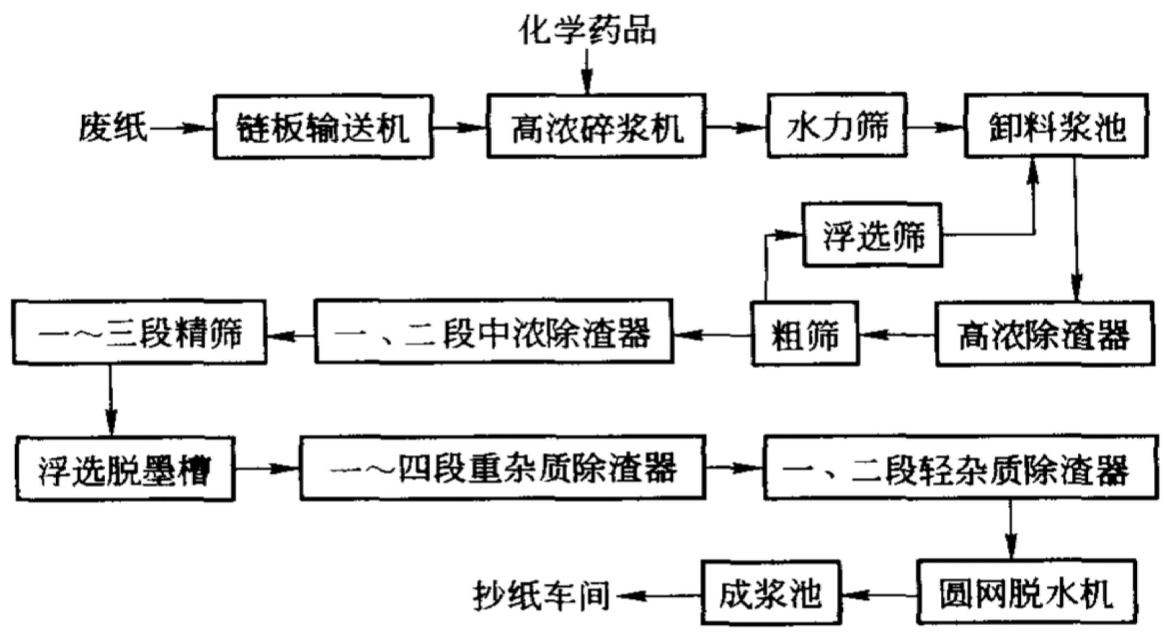 化学药品
废纸
链板输送机
高浓碎浆机
水力筛
卸料浆池
浮选筛
一～三段精筛
一、二段中浓除渣器
粗筛
高浓除渣器
浮选脱墨槽
一～四段重杂质除渣器
一、二段轻杂质除渣器
抄纸车间
成浆池
圆网脱水机